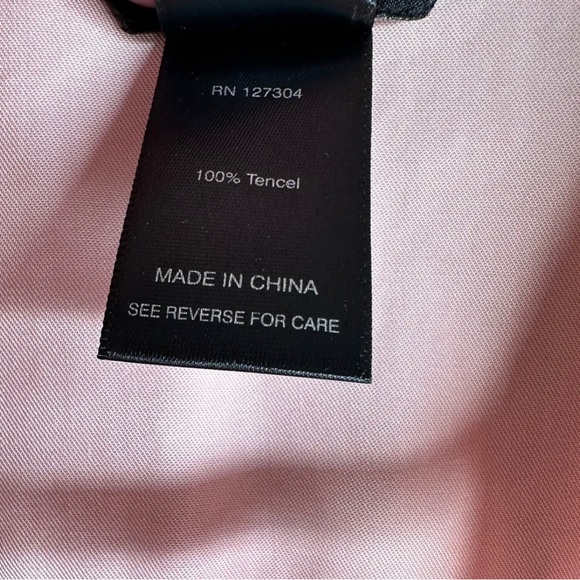 RN 127304
100% Tencel
MADE IN CHINA
SEE REVERSE FOR CARE